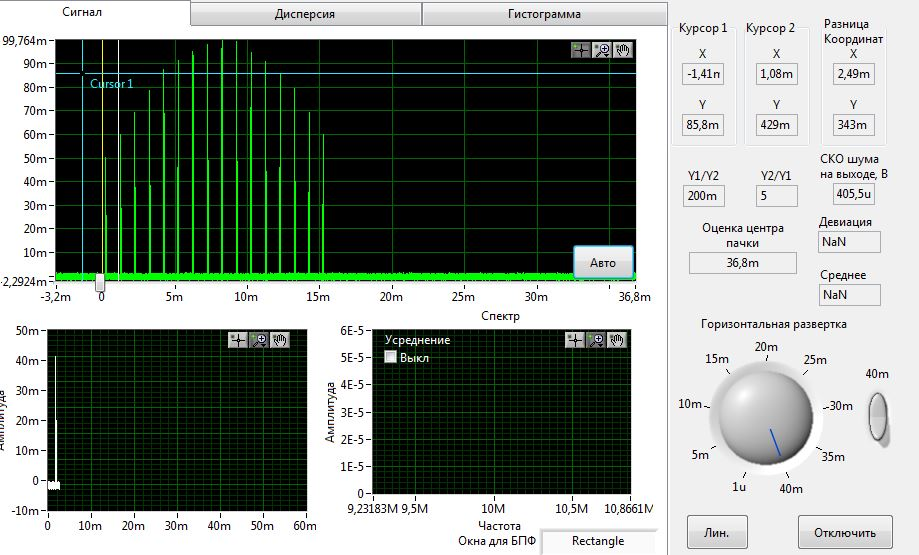 Сигнал Дисперсия Гистограмма
99,764m
90m
80m
70m
60m
50m
40m
30m
20m
10m
-2,2924m
Cursor 1
Авто
-3,2m 0 5m 10m 15m 20m 25m 30m 36,8m
Спектр
50m
40m
30m
20m
10m
0
-10m
Амплитуда
0 10m 20m 30m 40m 50m 60m
6E-5
5E-5
4E-5
3E-5
2E-5
1E-5
0
Амплитуда
Усреднение
Выкл
9,23183M 9,5M 10M 10,5M 10,8661M
Частота
Окна для БПФ Rectangle
Курсор 1 Курсор 2 Разница
Координат
X X X
-1,41m 1,08m 2,49m
Y Y Y
85,8m 429m 343m
Y1/Y2 Y2/Y1 СКО шума
на выходе, В
200m 5 405,5u
Оценка центра
пачки
36,8m
Девиация
NaN
Среднее
NaN
Горизонтальная развертка
1u 5m 10m 15m 20m 25m 30m 35m 40m
40m
Лин. Отключить